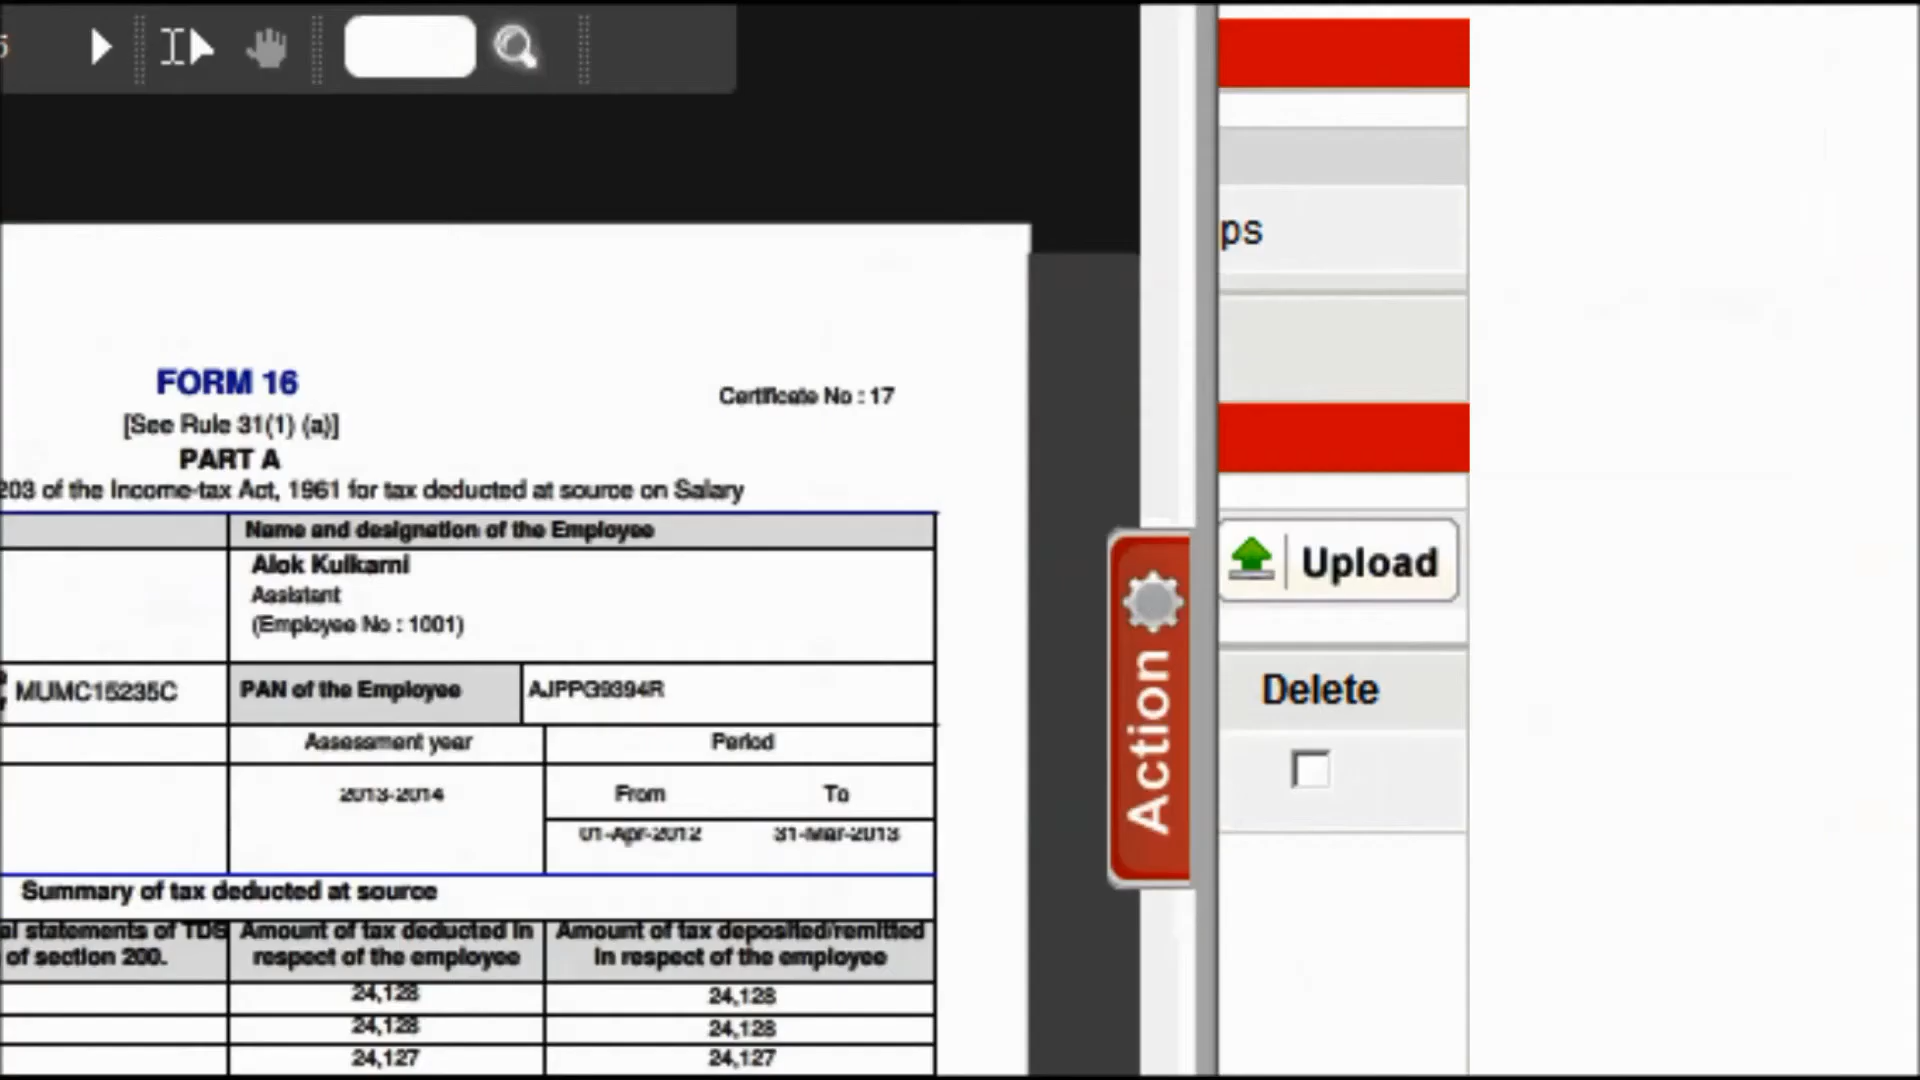 ps
FORM 16
Certificate No : 17
[See Rule 31(1) (a)]
PART A
203 of the Income-tax Act, 1961 for tax deducted at source on Salary
Name and designation of the Employee
Alok Kulkarni
Assistant
(Employee No : 1001)
MUMC15235C
PAN of the Employee
AJPPG9394R
Assessment year
Period
2013-2014
From
To
01-Apr-2012
31-Mar-2013
Summary of tax deducted at source
al statements of TDS
of section 200.
Amount of tax deducted in
respect of the employee
Amount of tax deposited/remitted
in respect of the employee
24,128
24,128
24,128
24,128
24,127
24,127
Action
Upload
Delete